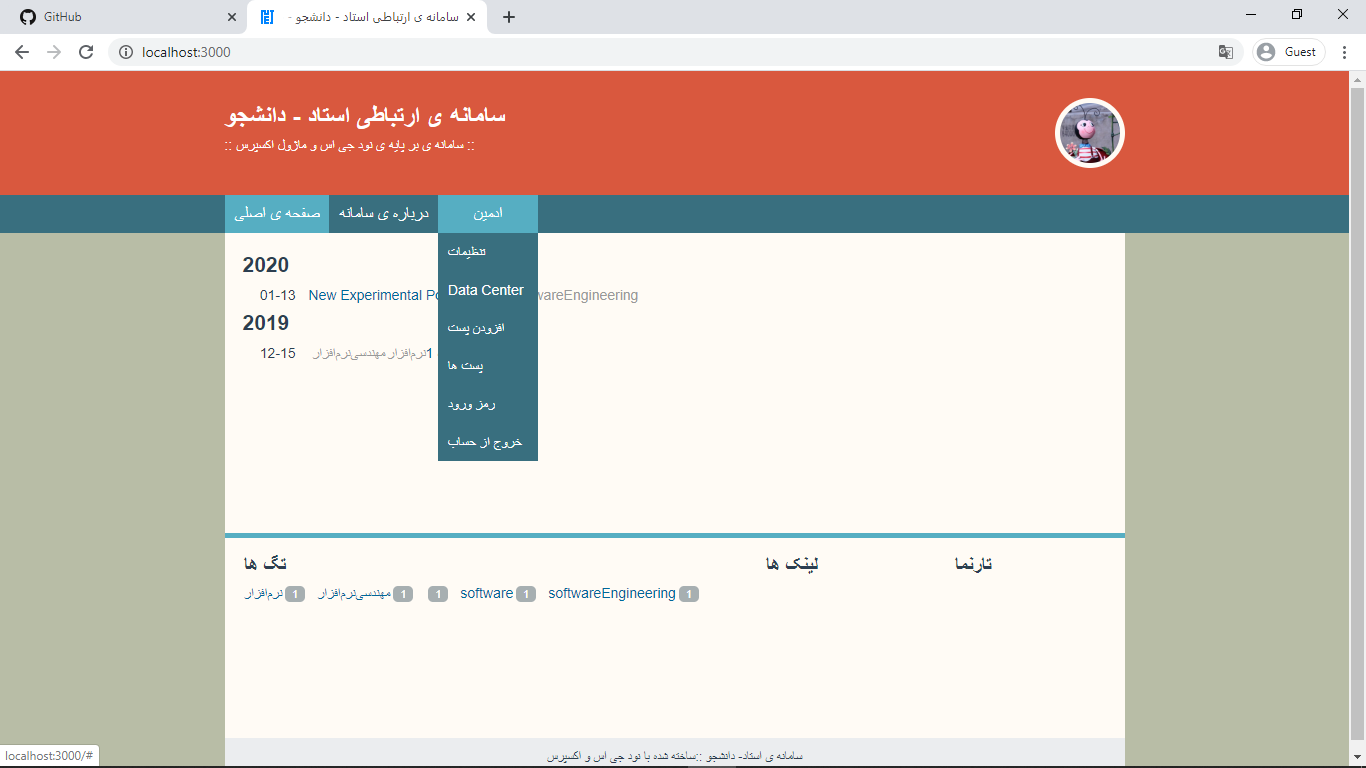 GitHub
سامانه ی ارتباطی استاد - دانشجو -
localhost:3000
Guest
سامانه ی ارتباطی استاد - دانشجو
:: سامانه ی بر پایه ی نود جی اس و ماژول اکسپرس ::
صفحه ی اصلی
درباره ی سامانه
ادمین
تنظیمات
Data Center
افزودن پست
پست ها
رمز ورود
خروج از حساب
2020
01-13 New Experimental wareEngineering
2019
12-15 نرم‌افزار مهندسی‌نرم‌افزار 1
تگ ها
نرم‌افزار 1 مهندسی‌نرم‌افزار 1 1 software 1 softwareEngineering 1
لینک ها
تارنما
سامانه ی استاد- دانشجو ::ساخته شده با نود جی اس و اکسپرس
localhost:3000/#